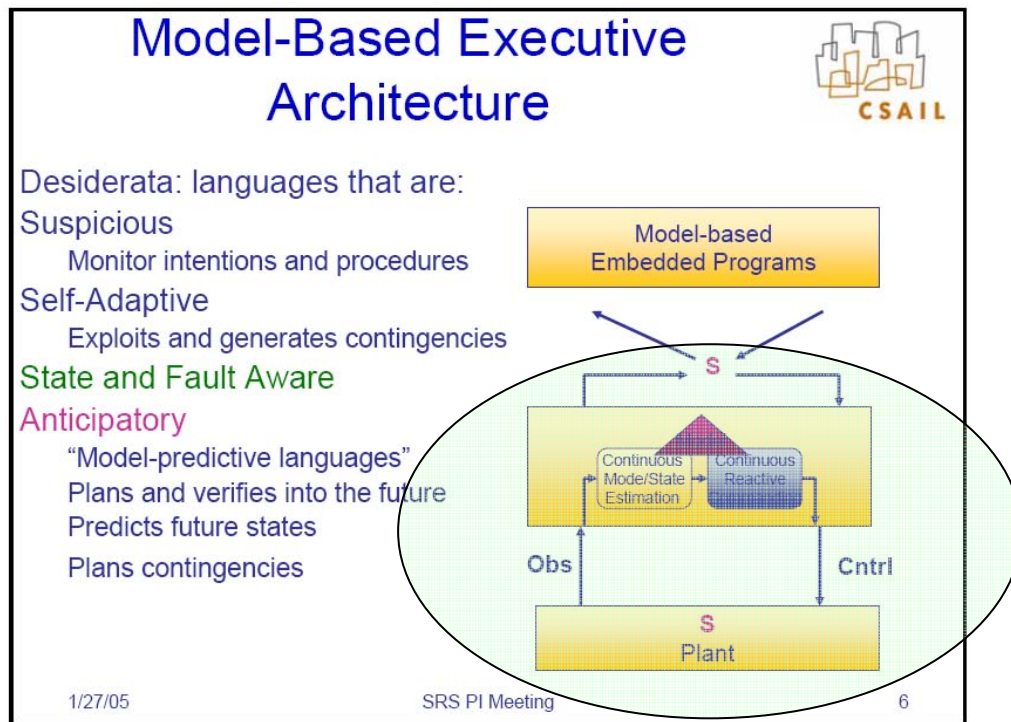 Model-Based Executive
Architecture
CSAIL
Desiderata: languages that are:
Suspicious
Monitor intentions and procedures
Self-Adaptive
Exploits and generates contingencies
State and Fault Aware
Anticipatory
“Model-predictive languages”
Plans and verifies into the future
Predicts future states
Plans contingencies
Model-based
Embedded Programs
S
Continuous
Mode/State
Estimation
Continuous
Reactive
Obs
Cntrl
S
Plant
1/27/05
SRS PI Meeting
6